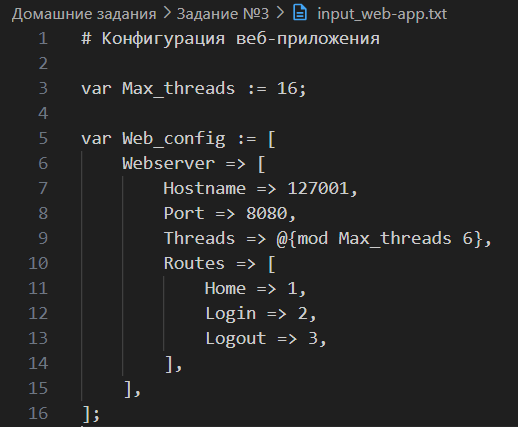 Домашние задания > Задание №3 > input_web-app.txt
1 # Конфигурация веб-приложения
2
3 var Max_threads := 16;
4
5 var Web_config := [
6     Webserver => [
7         Hostname => 127001,
8         Port => 8080,
9         Threads => @{mod Max_threads 6},
10         Routes => [
11             Home => 1,
12             Login => 2,
13             Logout => 3,
14         ],
15     ],
16 ];